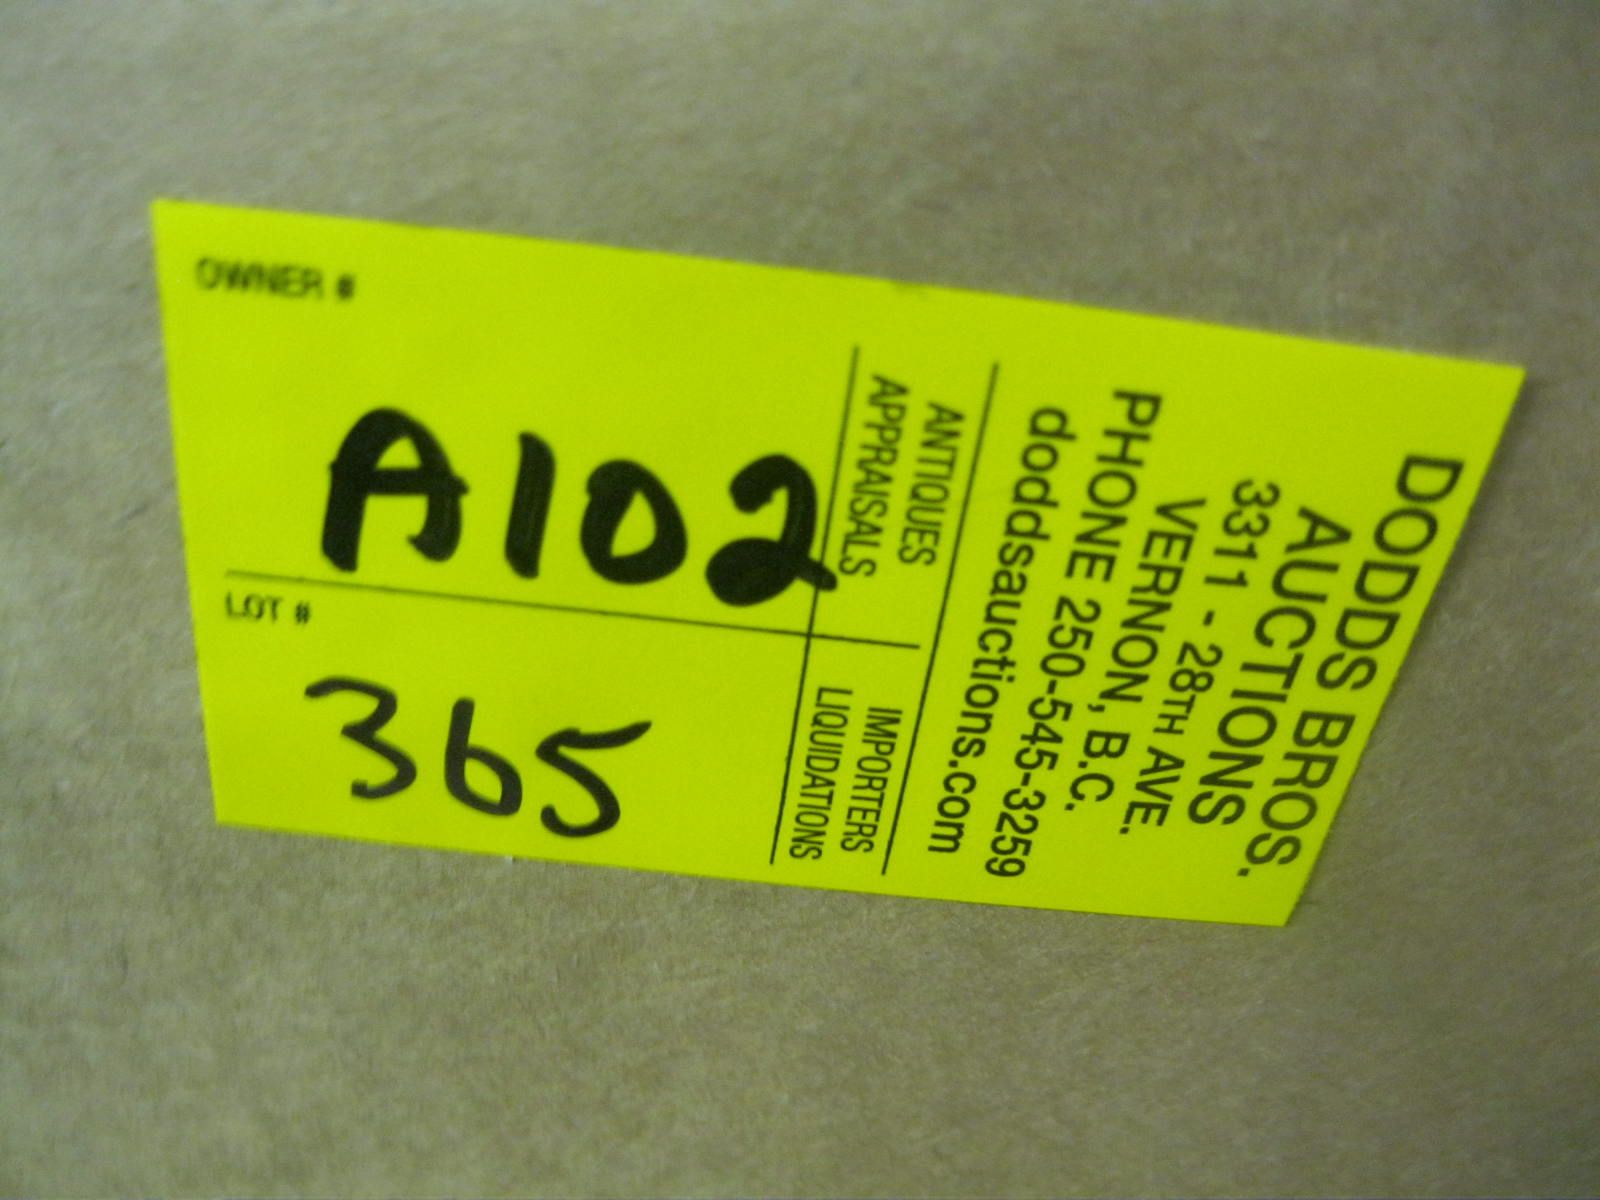 DODDS BROS.
AUCTIONS
3311 - 28TH AVE.
VERNON, B.C.
PHONE 250-545-3259
doddsauctions.com
ANTIQUES
APPRAISALS
IMPORTERS
LIQUIDATIONS
OWNER #
A102
LOT #
365